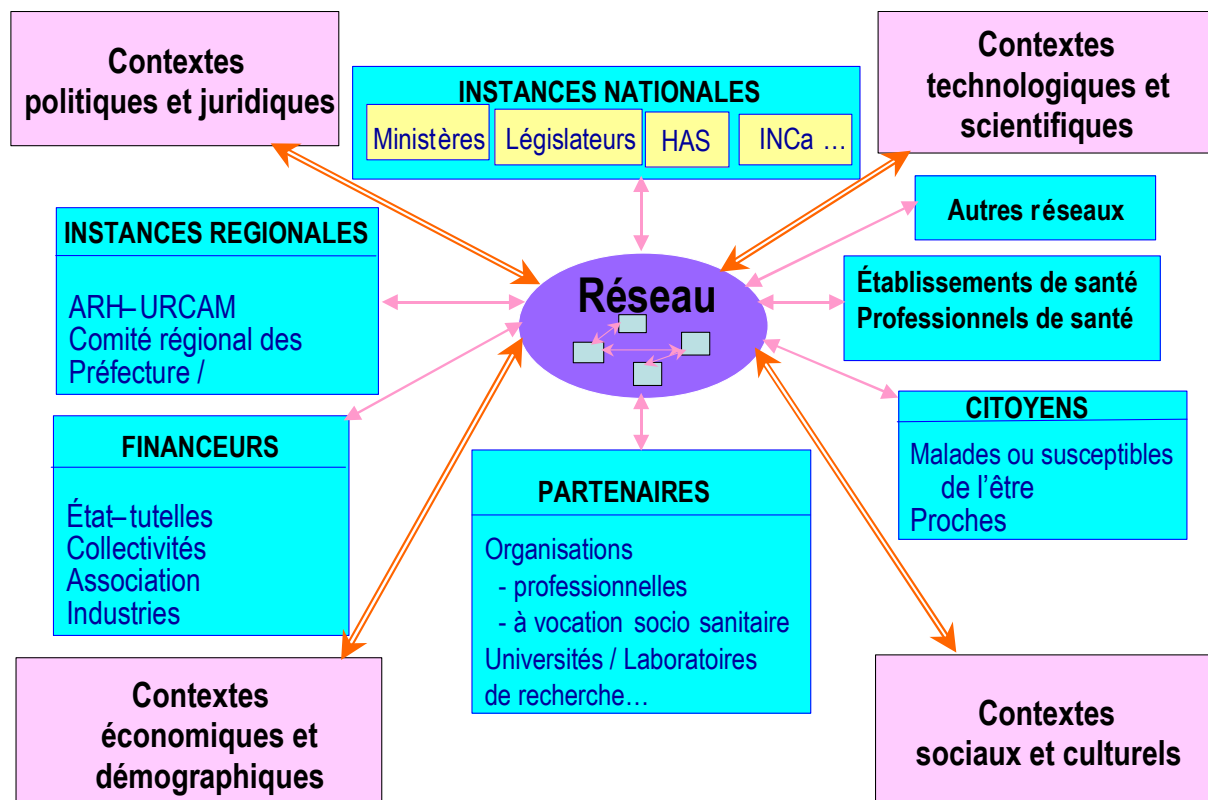 Contextes
politiques et juridiques
INSTANCES NATIONALES
Ministères
Législateurs
HAS
INCa ...
Contextes
technologiques et
scientifiques
INSTANCES REGIONALES
ARH–URCAM
Comité régional des
Préfecture /
Réseau
Autres réseaux
Établissements de santé
Professionnels de santé
FINANCEURS
État–tutelles
Collectivités
Association
Industries
PARTENAIRES
Organisations
- professionnelles
- à vocation socio sanitaire
Universités / Laboratoires
de recherche...
CITOYENS
Malades ou susceptibles
de l’être
Proches
Contextes
économiques et
démographiques
Contextes
sociaux et culturels